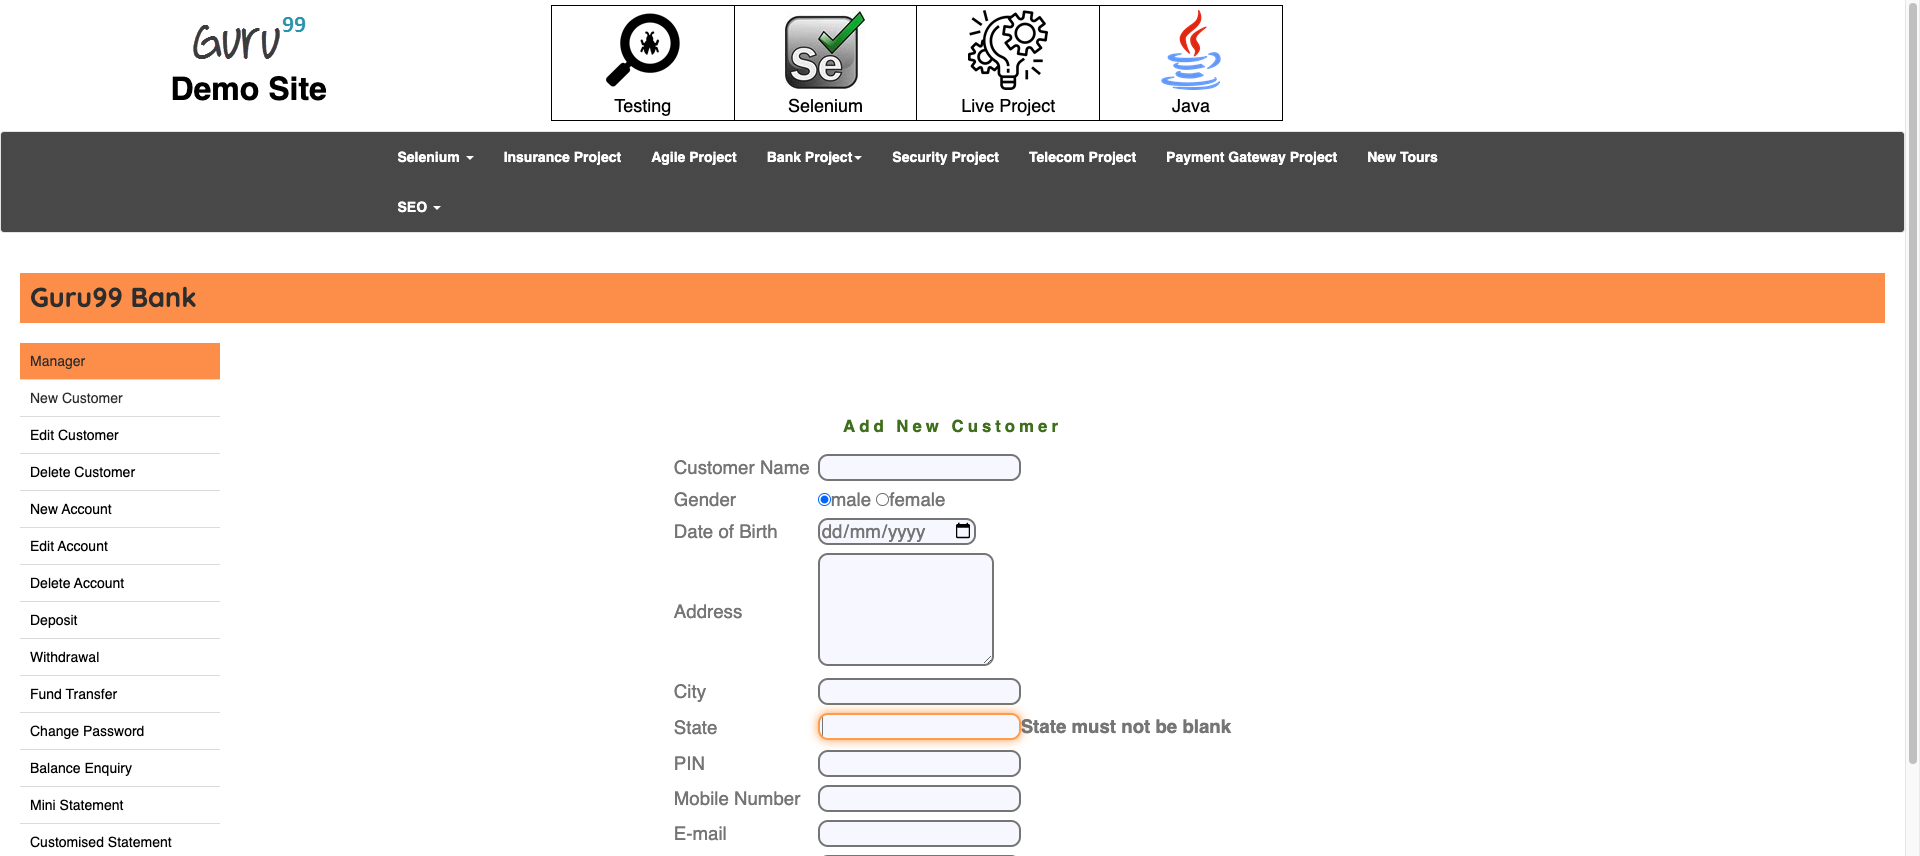 Guru99
Demo Site
Testing
Se
Selenium
Live Project
Java
Selenium
Insurance Project
Agile Project
Bank Project
Security Project
Telecom Project
Payment Gateway Project
New Tours
SEO
Guru99 Bank
Manager
New Customer
Edit Customer
Delete Customer
New Account
Edit Account
Delete Account
Deposit
Withdrawal
Fund Transfer
Change Password
Balance Enquiry
Mini Statement
Customised Statement
Add New Customer
Customer Name
Gender male female
Date of Birth dd/mm/yyyy
Address
City
State State must not be blank
PIN
Mobile Number
E-mail